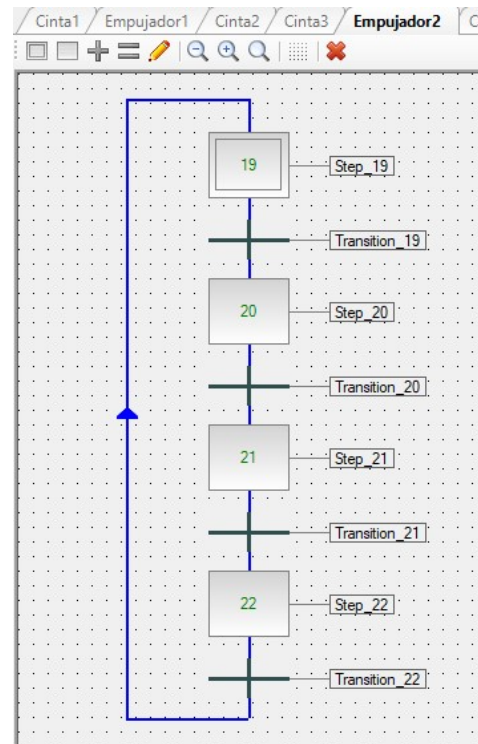 Cinta1 Empujador1 Cinta2 Cinta3 Empujador2 C
19 Step_19
Transition_19
20 Step_20
Transition_20
21 Step_21
Transition_21
22 Step_22
Transition_22